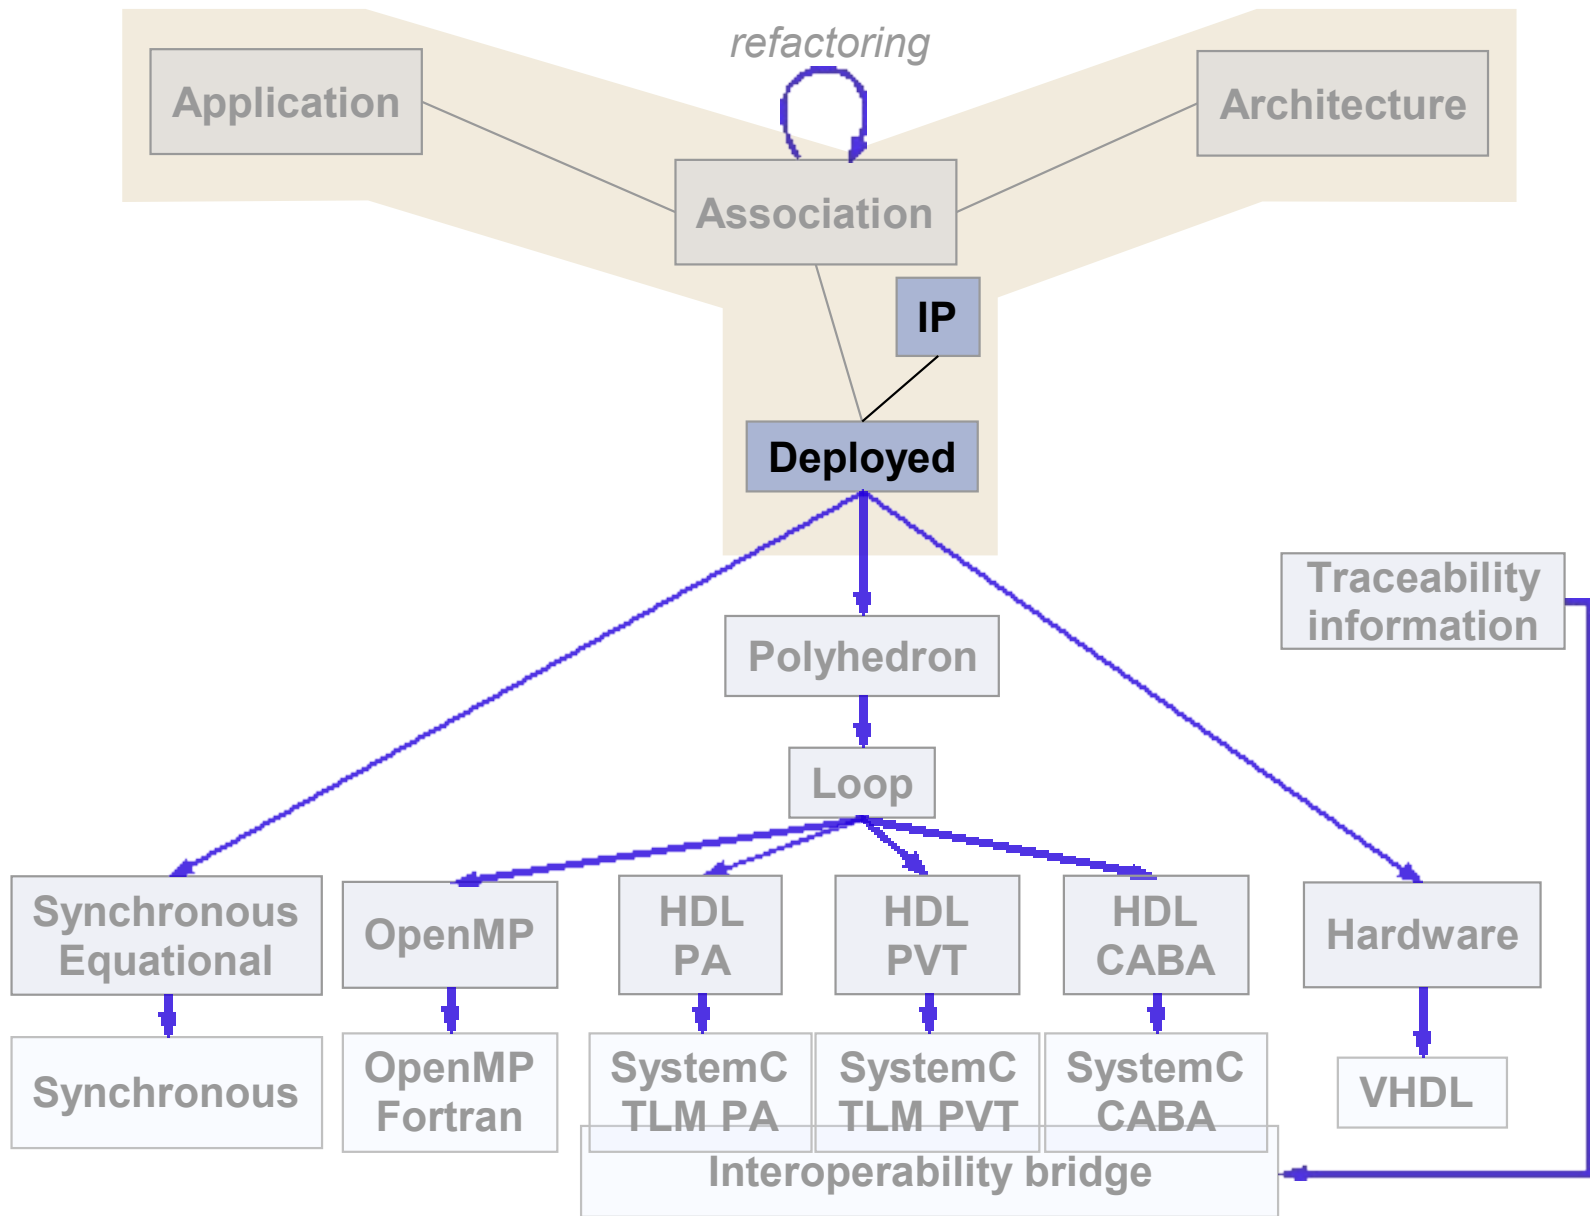 refactoring
Application
Architecture
Association
IP
Deployed
Traceability
information
Polyhedron
Loop
Synchronous
Equational
OpenMP
HDL
PA
HDL
PVT
HDL
CABA
Hardware
Synchronous
OpenMP
Fortran
SystemC
TLM PA
SystemC
TLM PVT
SystemC
CABA
VHDL
Interoperability bridge